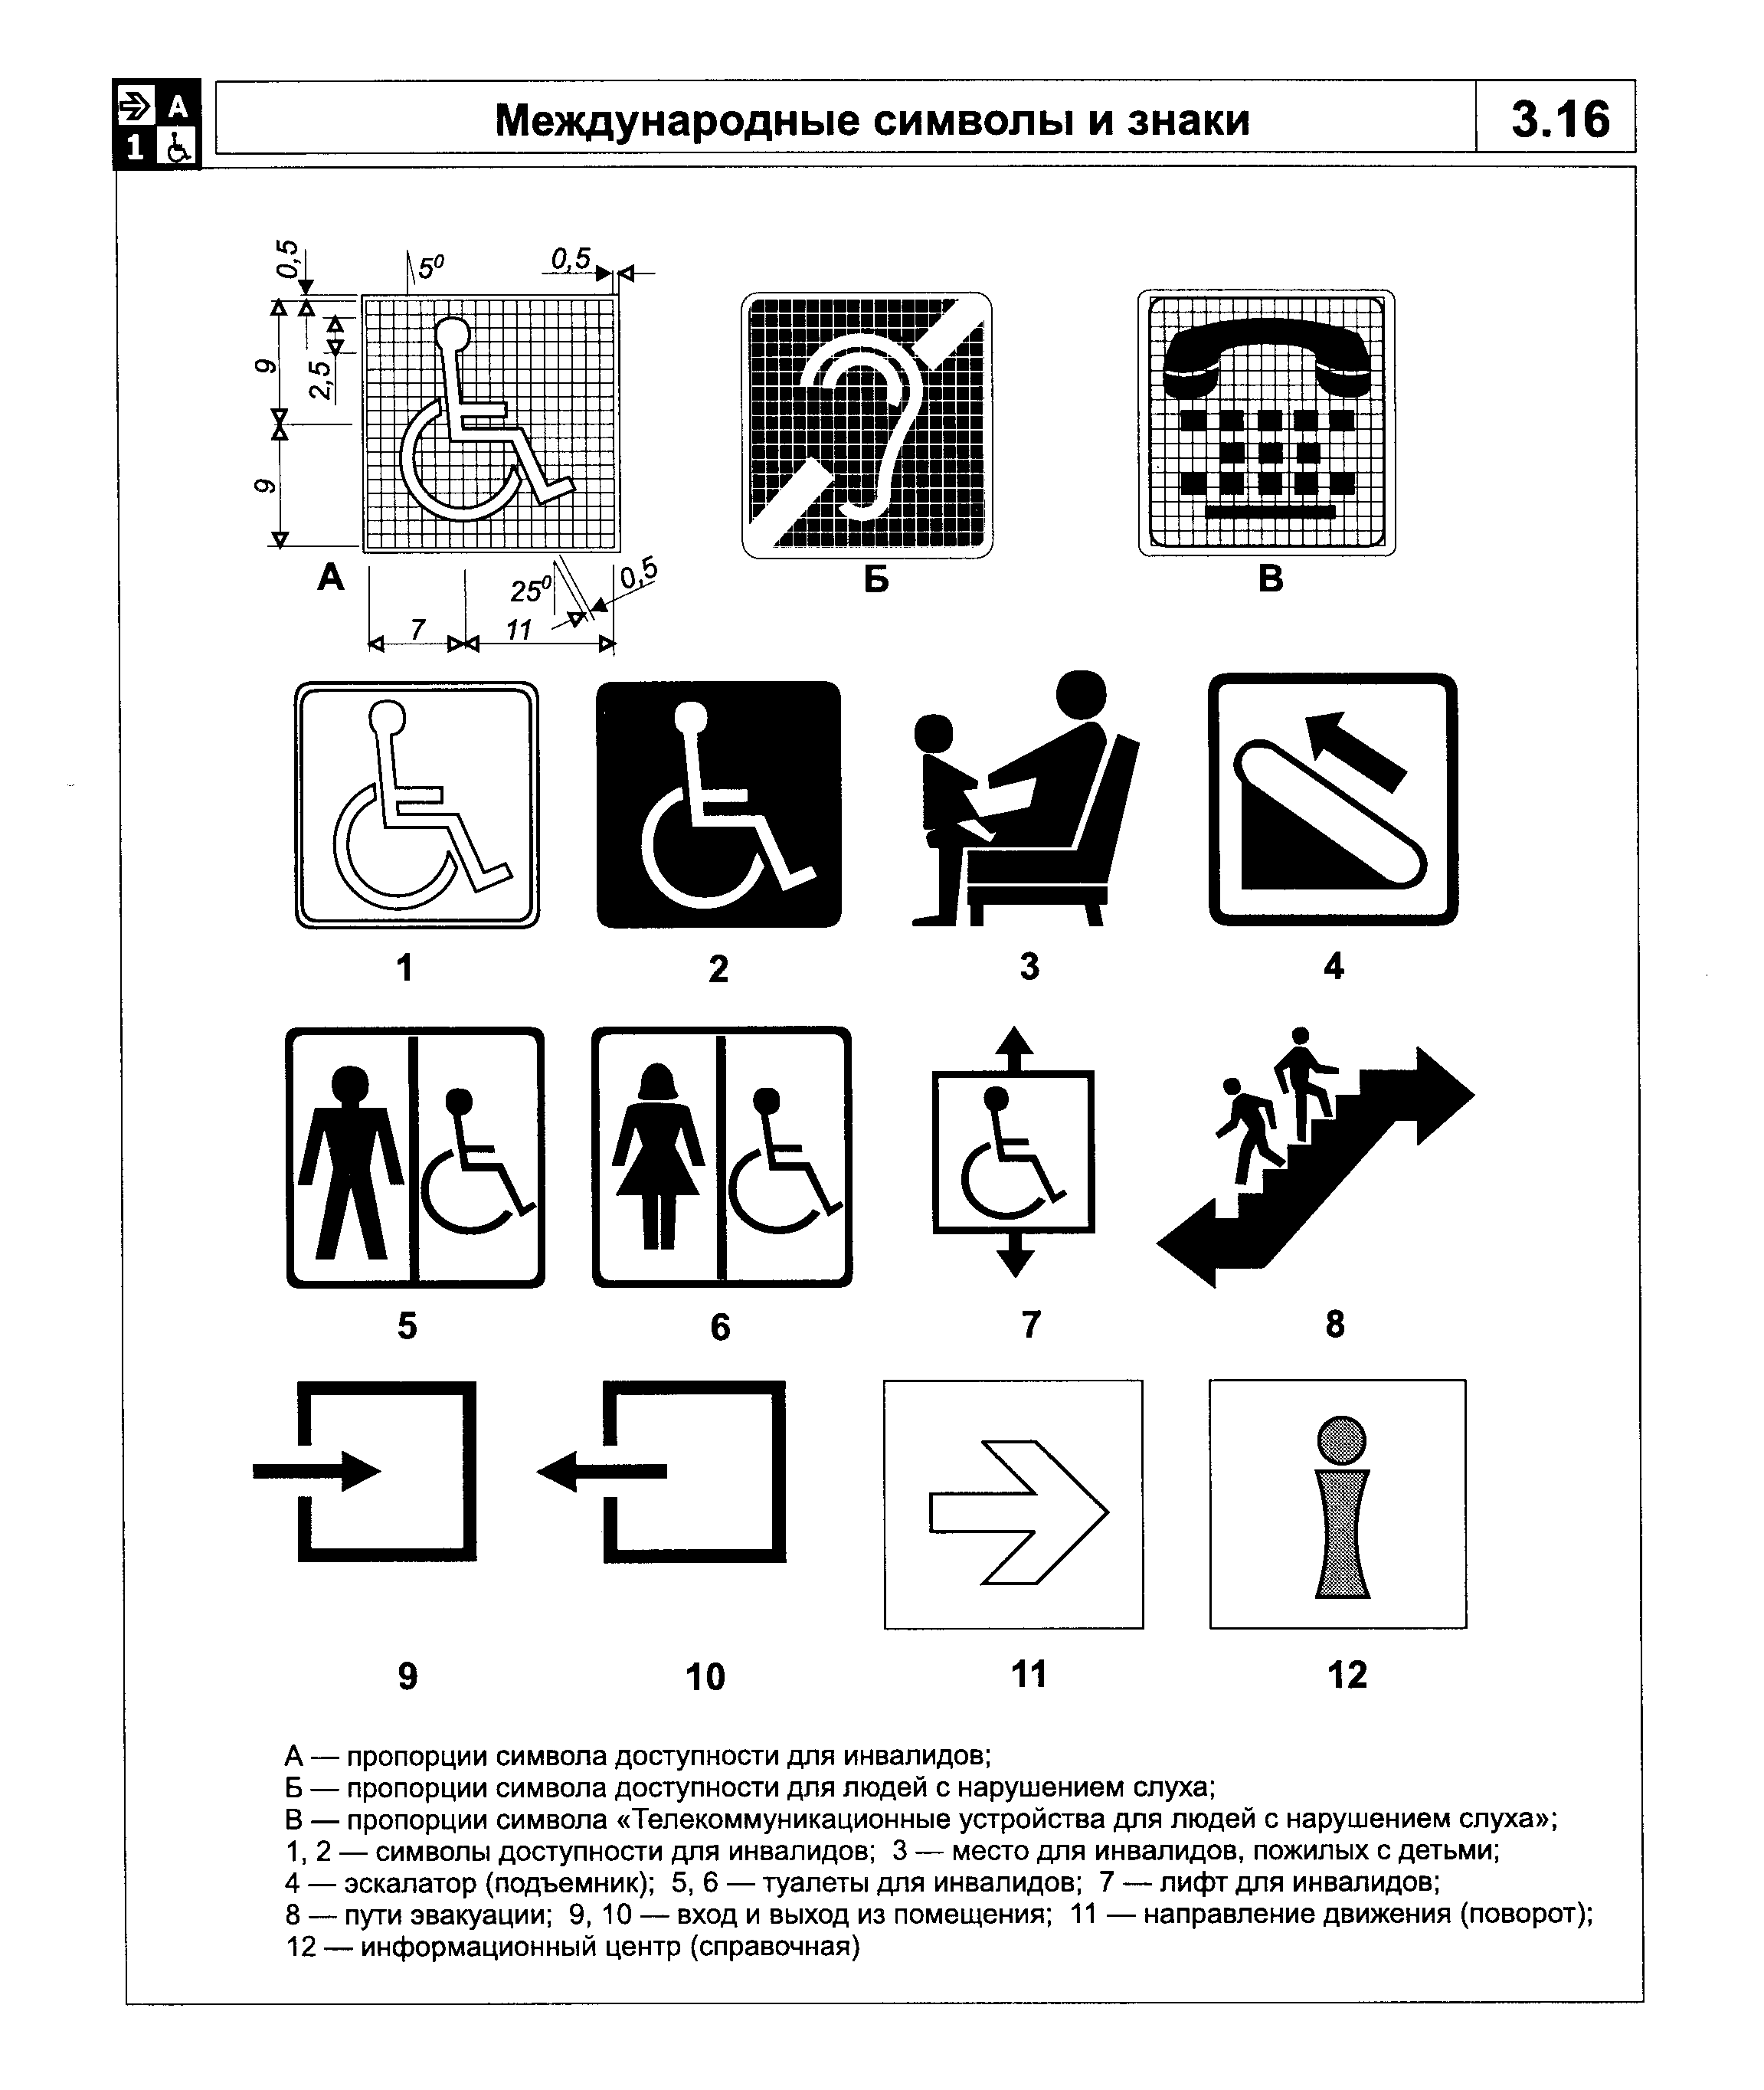 А
1
Международные символы и знаки
3.16
0,5
5⁰
0,5
9
2,5
9
А
25⁰
0,5
7
11
Б
В
1
2
3
4
5
6
7
8
9
10
11
12
А — пропорции символа доступности для инвалидов;
Б — пропорции символа доступности для людей с нарушением слуха;
В — пропорции символа «Телекоммуникационные устройства для людей с нарушением слуха»;
1, 2 — символы доступности для инвалидов; 3 — место для инвалидов, пожилых с детьми;
4 — эскалатор (подъемник); 5, 6 — туалеты для инвалидов; 7 — лифт для инвалидов;
8 — пути эвакуации; 9, 10 — вход и выход из помещения; 11 — направление движения (поворот);
12 — информационный центр (справочная)